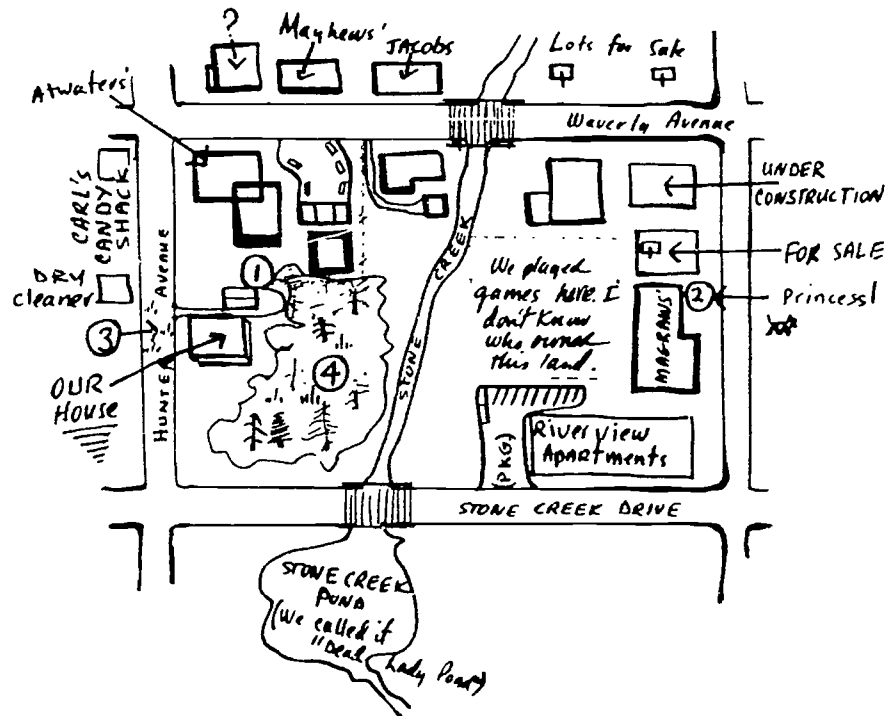 ?
Mayhews'
JACOBS
Lots for Sale
Atwaters'
Waverly Avenue
CARL'S
CANDY
SHACK
UNDER
CONSTRUCTION
DRY
cleaner
HUNTER Avenue
1
STONE CREEK
We played
games here. I
don't know
who owned
this land.
FOR SALE
2
Princess!
MAGRAWS'
3
OUR
HOUSE
4
(PKG)
River view
Apartments
STONE CREEK DRIVE
STONE CREEK
POND
(We called it
"Dead Lady Pond")